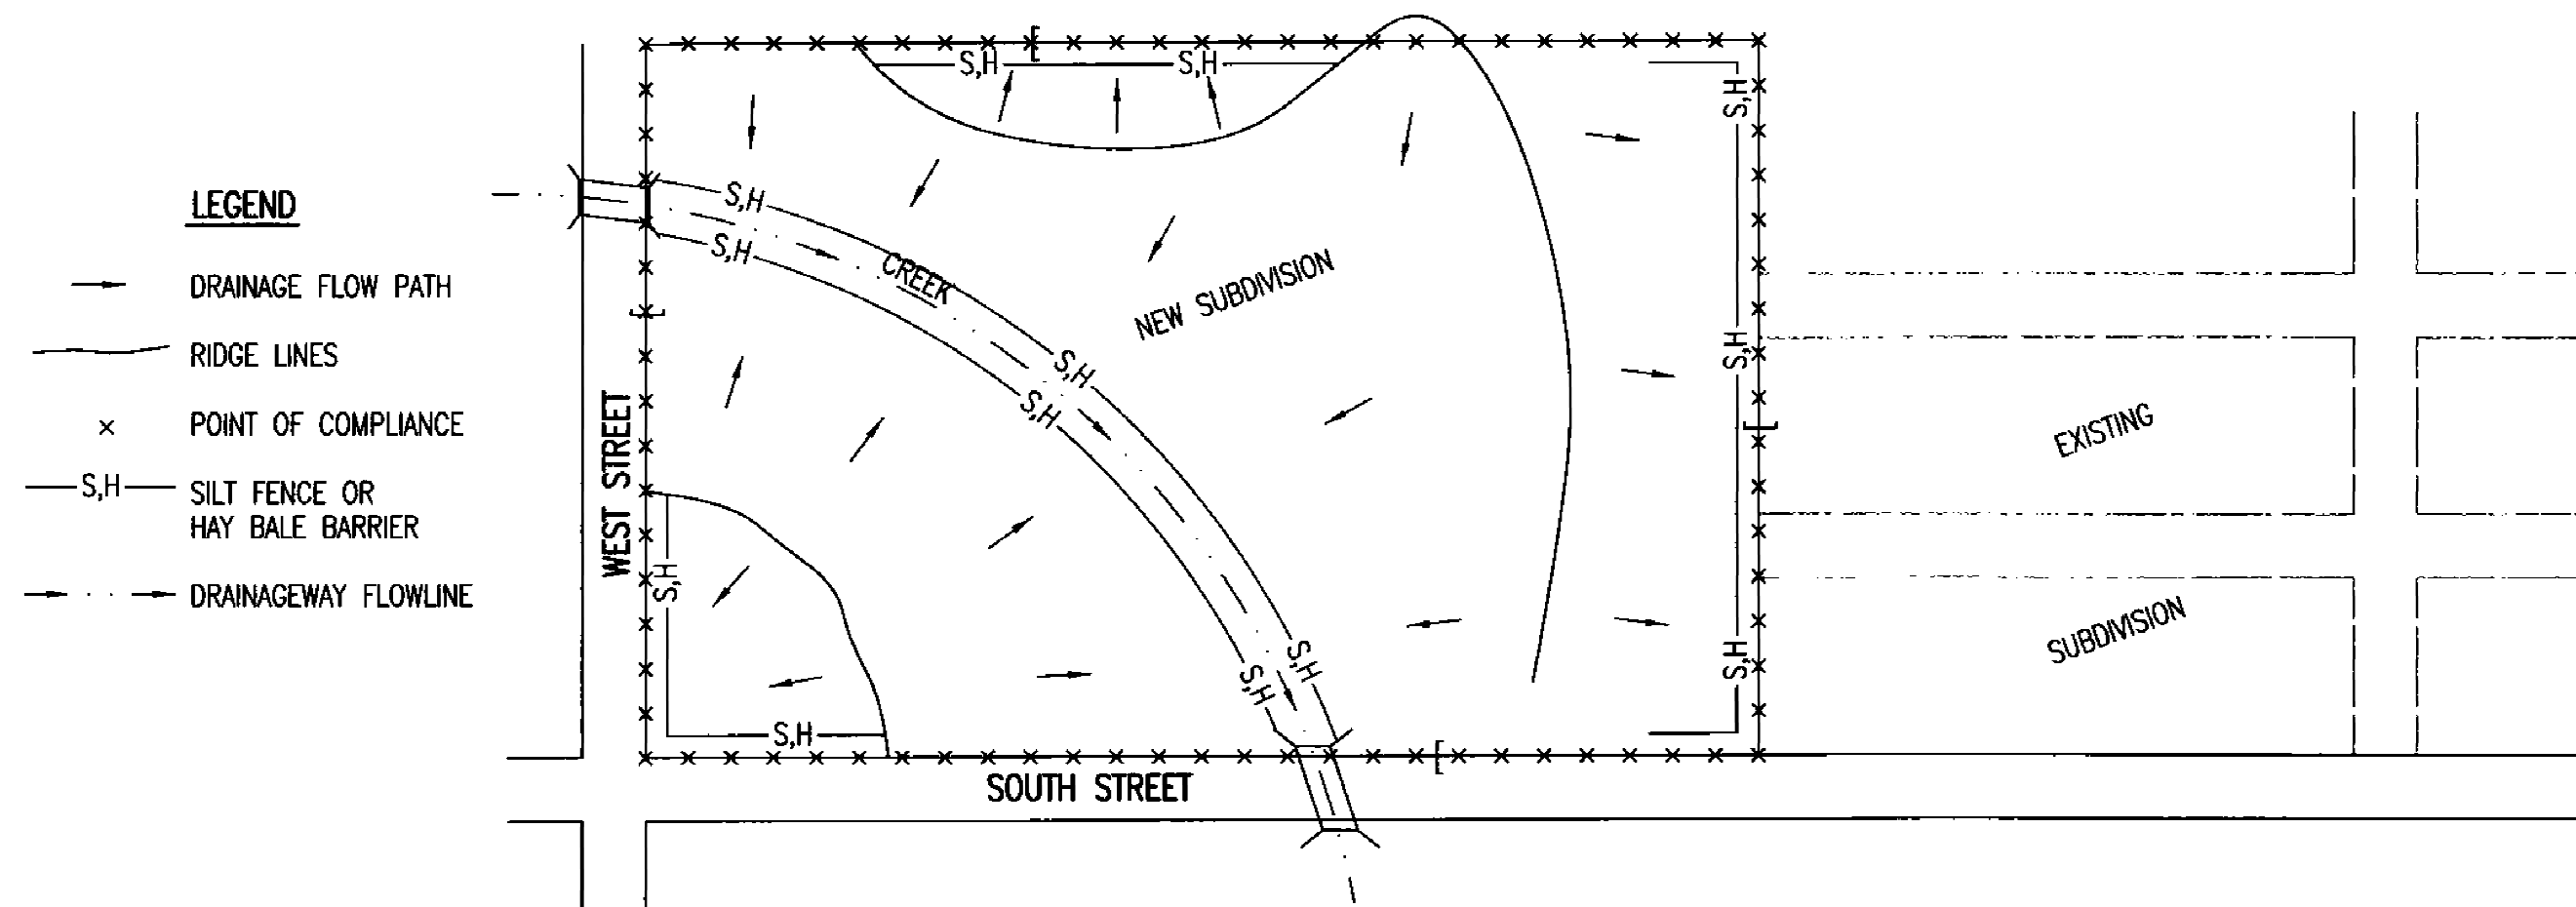 LEGEND
DRAINAGE FLOW PATH
RIDGE LINES
POINT OF COMPLIANCE
S,H
SILT FENCE OR
HAY BALE BARRIER
DRAINAGEWAY FLOWLINE
S,H
S,H
S,H
S,H
S,H
CREEK
NEW SUBDIVISION
S,H
S,H
S,H
WEST STREET
EXISTING
S,H
SUBDIVISION
S,H
S,H
S,H
S,H
SOUTH STREET